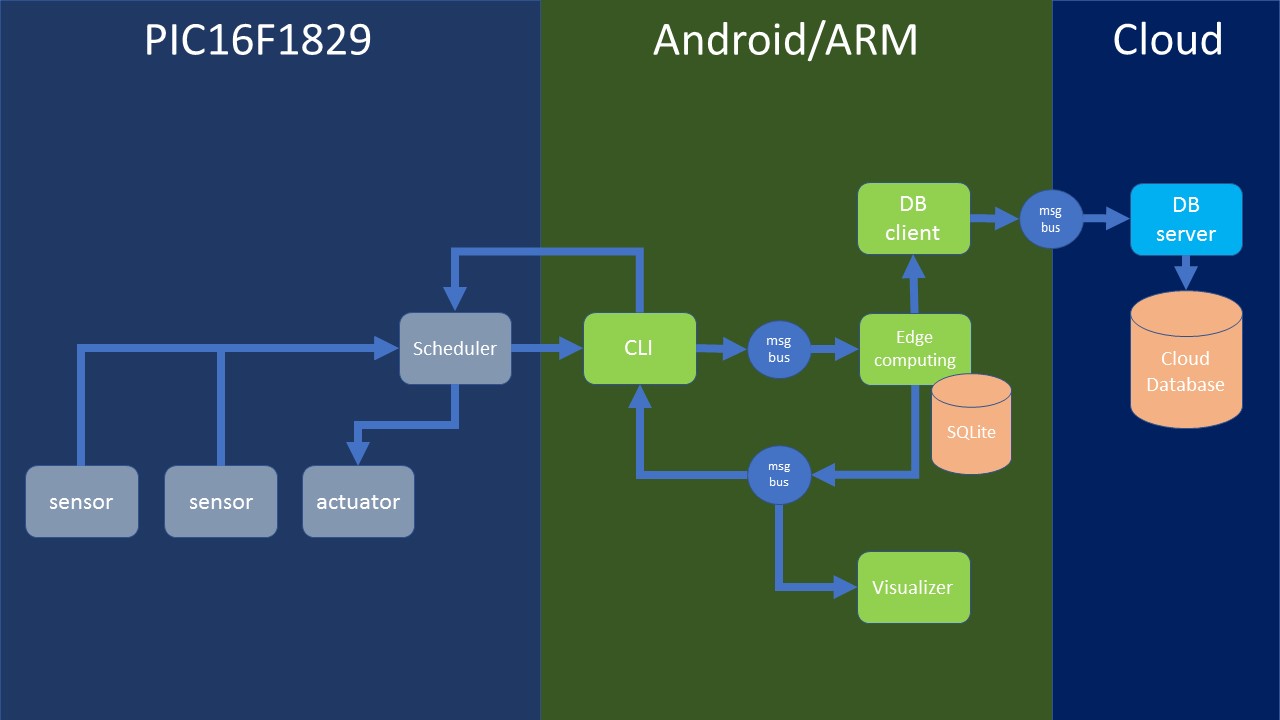 PIC16F1829
Android/ARM
Cloud
DB
client
msg
bus
DB
server
Scheduler
CLI
msg
bus
Edge
computing
Cloud
Database
SQLite
sensor
sensor
actuator
msg
bus
Visualizer